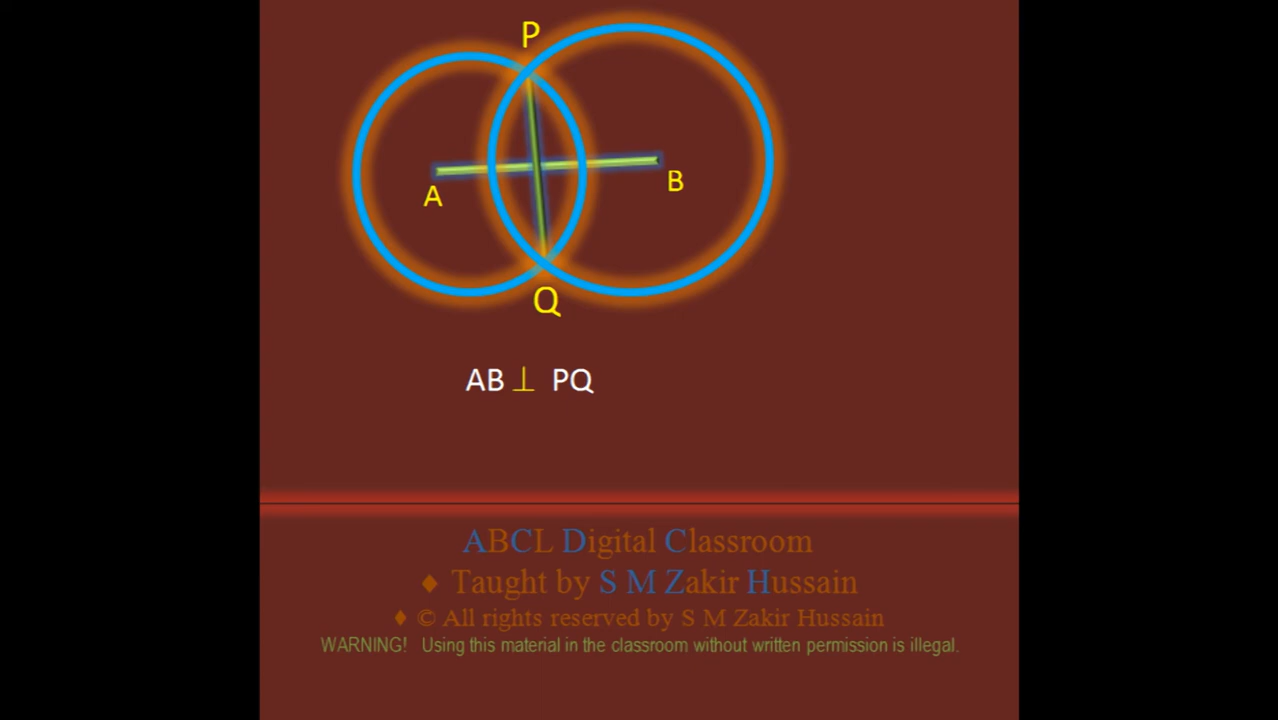 P
A
B
Q
AB ⊥ PQ
ABCL Digital Classroom
♦ Taught by S M Zakir Hussain
♦ © All rights reserved by S M Zakir Hussain
WARNING! Using this material in the classroom without written permission is illegal.